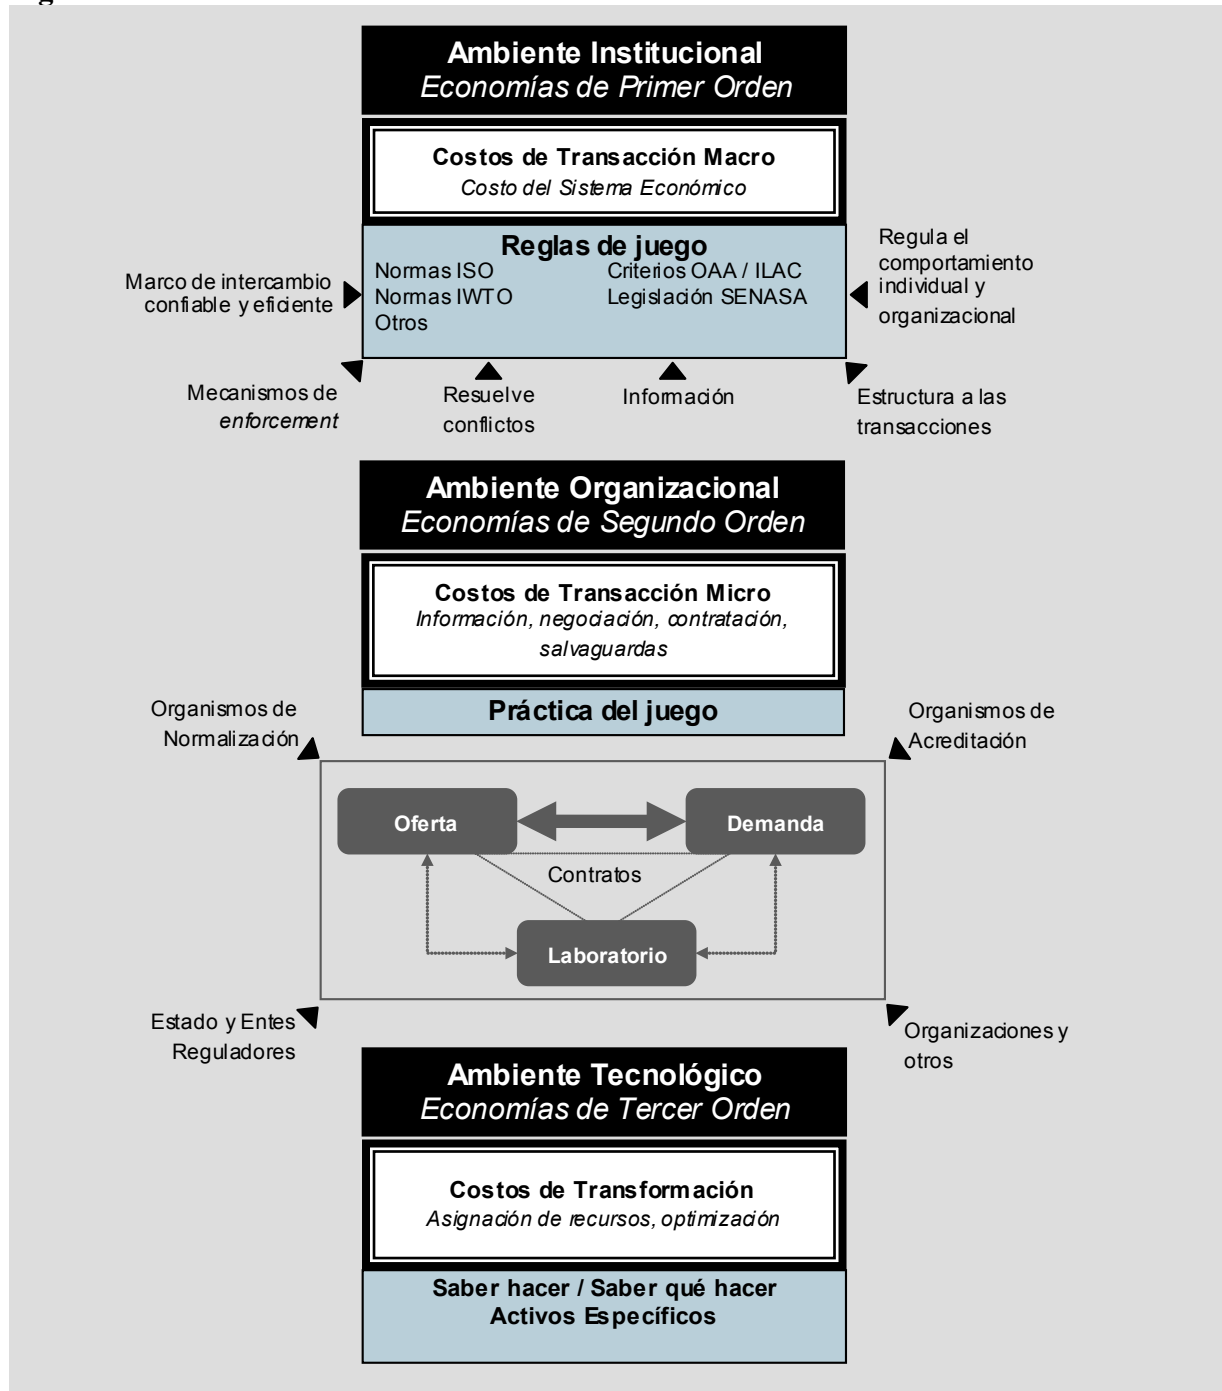 Ambiente Institucional
Economías de Primer Orden
Costos de Transacción Macro
Costo del Sistema Económico
Reglas de juego
Normas ISO
Normas IWTO
Otros
Criterios OAA / ILAC
Legislación SENASA
Marco de intercambio
confiable y eficiente
Regula el
comportamiento
individual y
organizacional
Mecanismos de
enforcement
Resuelve
conflictos
Información
Estructura a las
transacciones
Ambiente Organizacional
Economías de Segundo Orden
Costos de Transacción Micro
Información, negociación, contratación,
salvaguardas
Práctica del juego
Organismos de
Normalización
Organismos de
Acreditación
Oferta
Demanda
Contratos
Laboratorio
Estado y Entes
Reguladores
Organizaciones y
otros
Ambiente Tecnológico
Economías de Tercer Orden
Costos de Transformación
Asignación de recursos, optimización
Saber hacer / Saber qué hacer
Activos Específicos